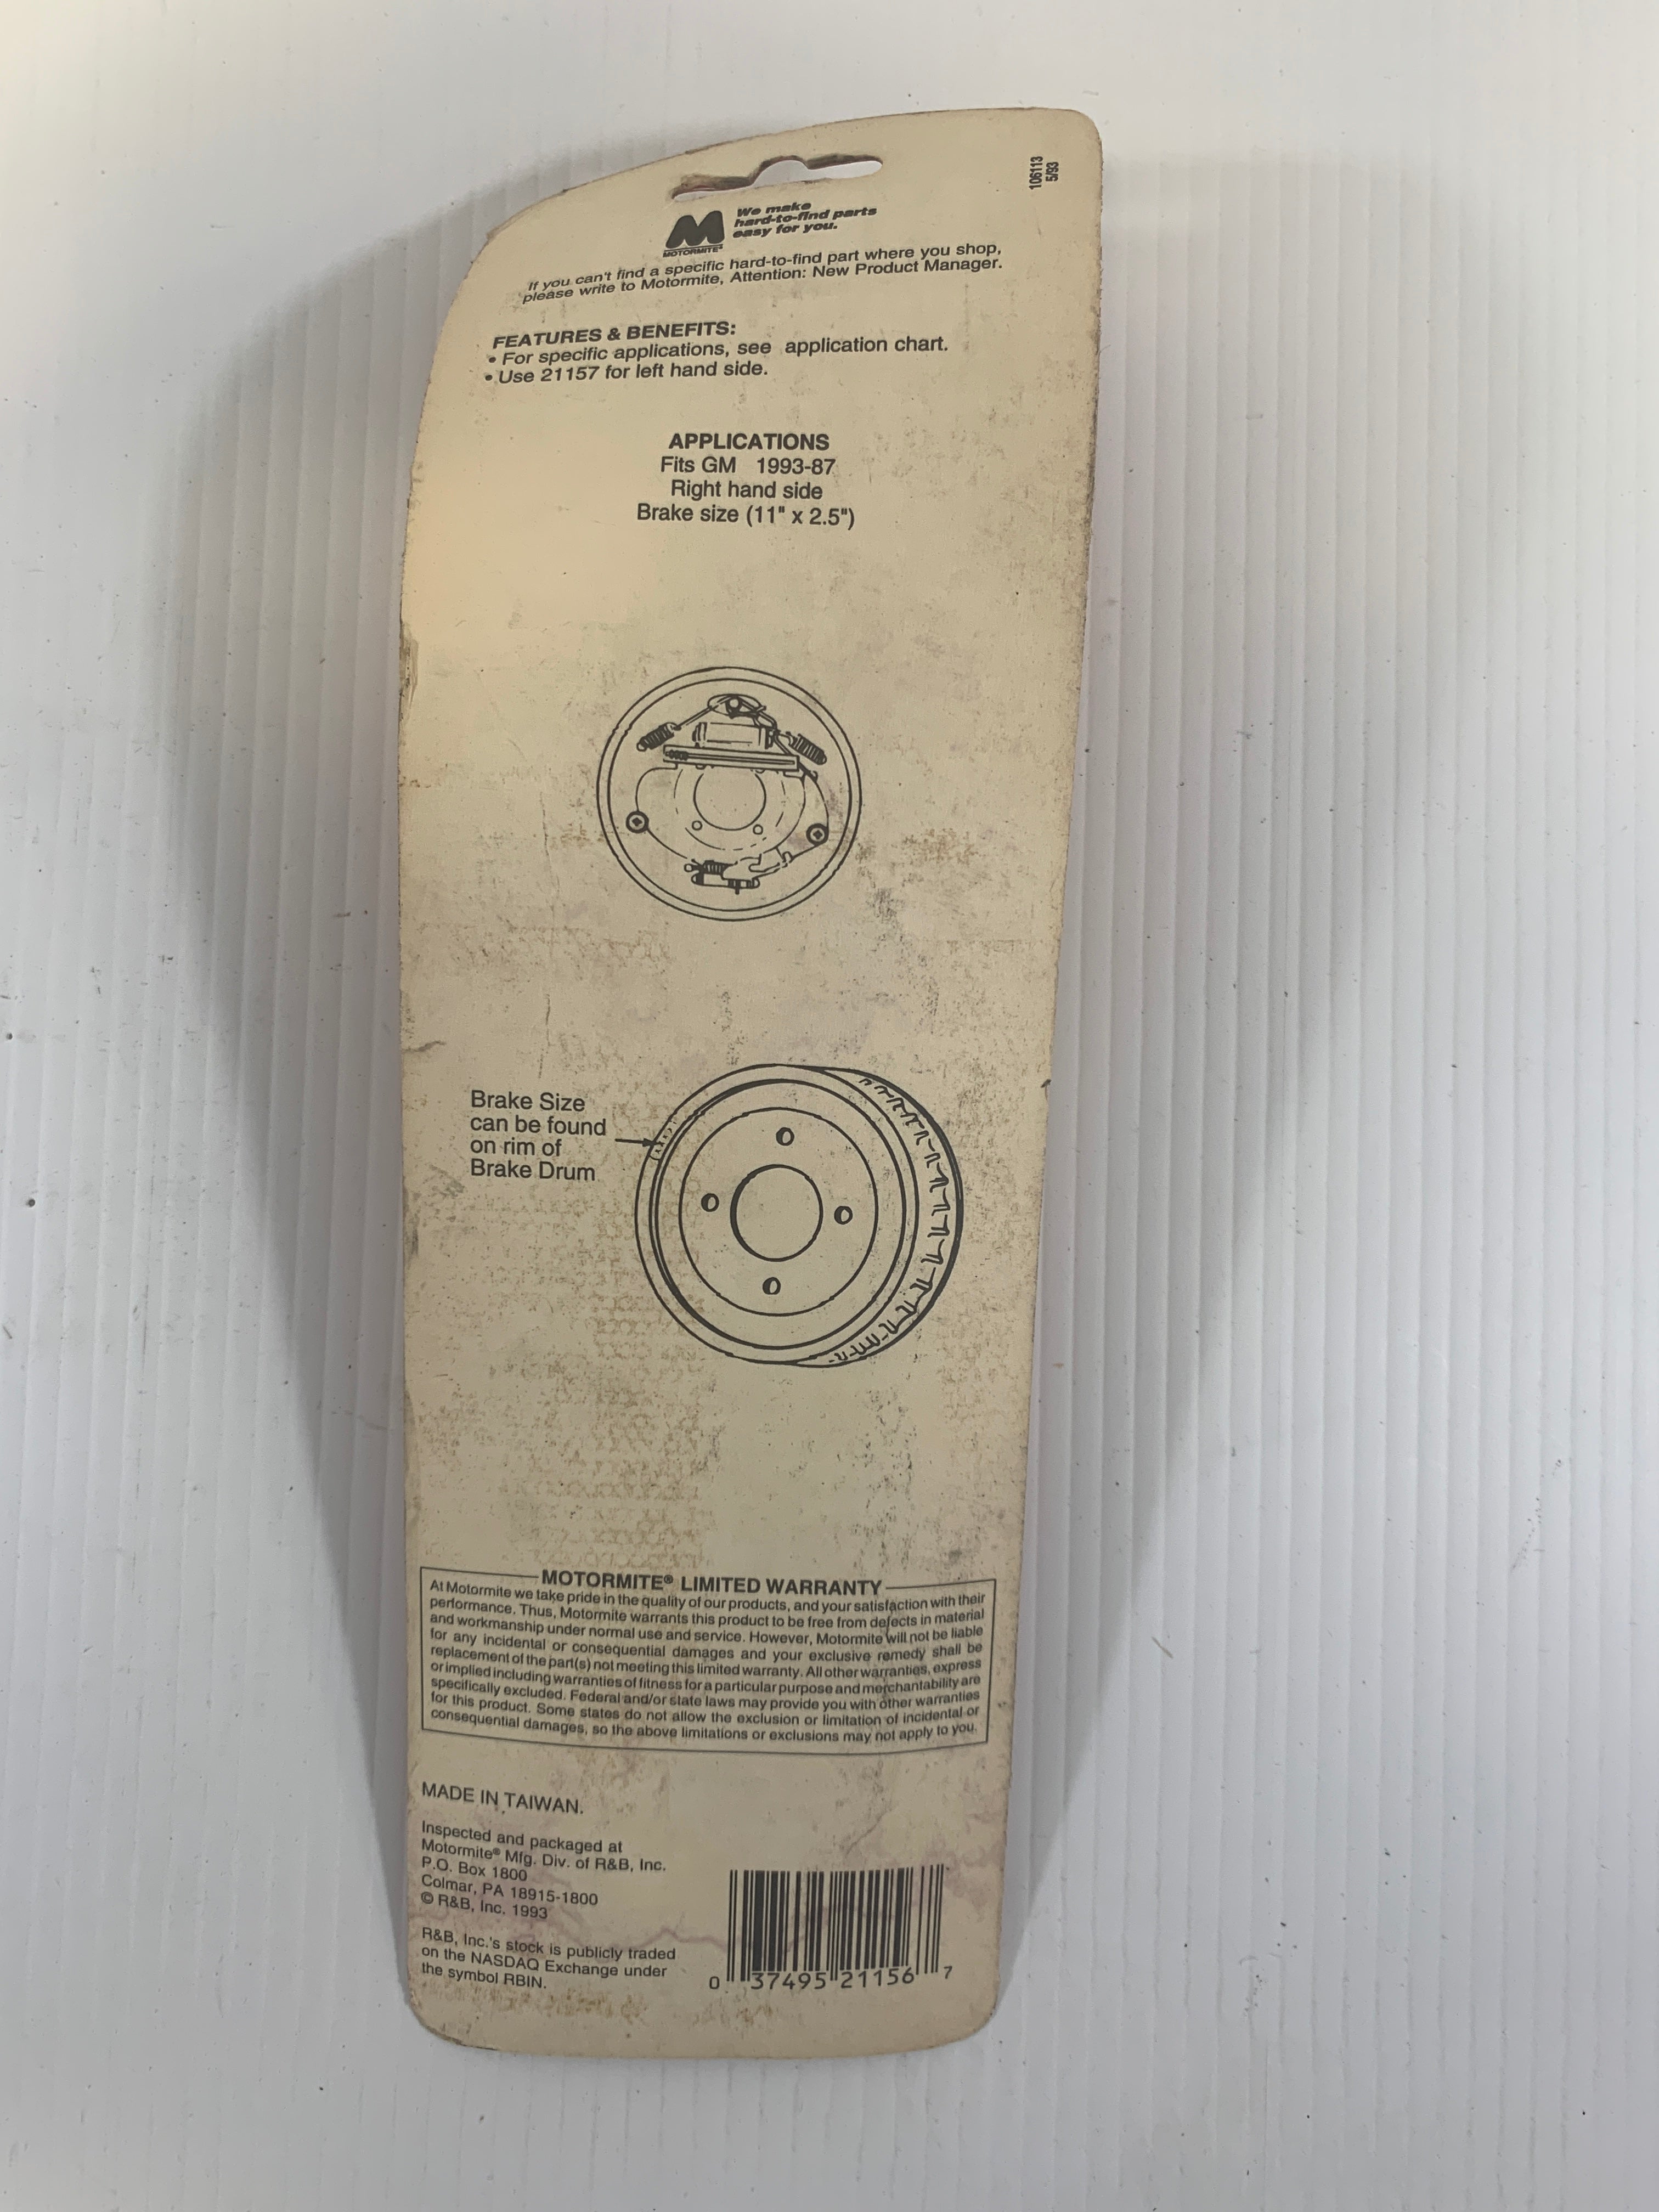 106113
5/93
MOTORMITE®
We make
hard-to-find parts
easy for you.
If you can't find a specific hard-to-find part where you shop,
please write to Motormite, Attention: New Product Manager.
FEATURES & BENEFITS:
• For specific applications, see application chart.
• Use 21157 for left hand side.
APPLICATIONS
Fits GM 1993-87
Right hand side
Brake size (11" x 2.5")
Brake Size
can be found
on rim of
Brake Drum
MOTORMITE® LIMITED WARRANTY
At Motormite we take pride in the quality of our products, and your satisfaction with their
performance. Thus, Motormite warrants this product to be free from defects in material
and workmanship under normal use and service. However, Motormite will not be liable
for any incidental or consequential damages and your exclusive remedy shall be
replacement of the part(s) not meeting this limited warranty. All other warranties, express
or implied including warranties of fitness for a particular purpose and merchantability are
specifically excluded. Federal and/or state laws may provide you with other warranties
for this product. Some states do not allow the exclusion or limitation of incidental or
consequential damages, so the above limitations or exclusions may not apply to you.
MADE IN TAIWAN.
Inspected and packaged at
Motormite® Mfg. Div. of R&B, Inc.
P.O. Box 1800
Colmar, PA 18915-1800
© R&B, Inc. 1993
R&B, Inc.'s stock is publicly traded
on the NASDAQ Exchange under
the symbol RBIN.
0 37495 21156 7